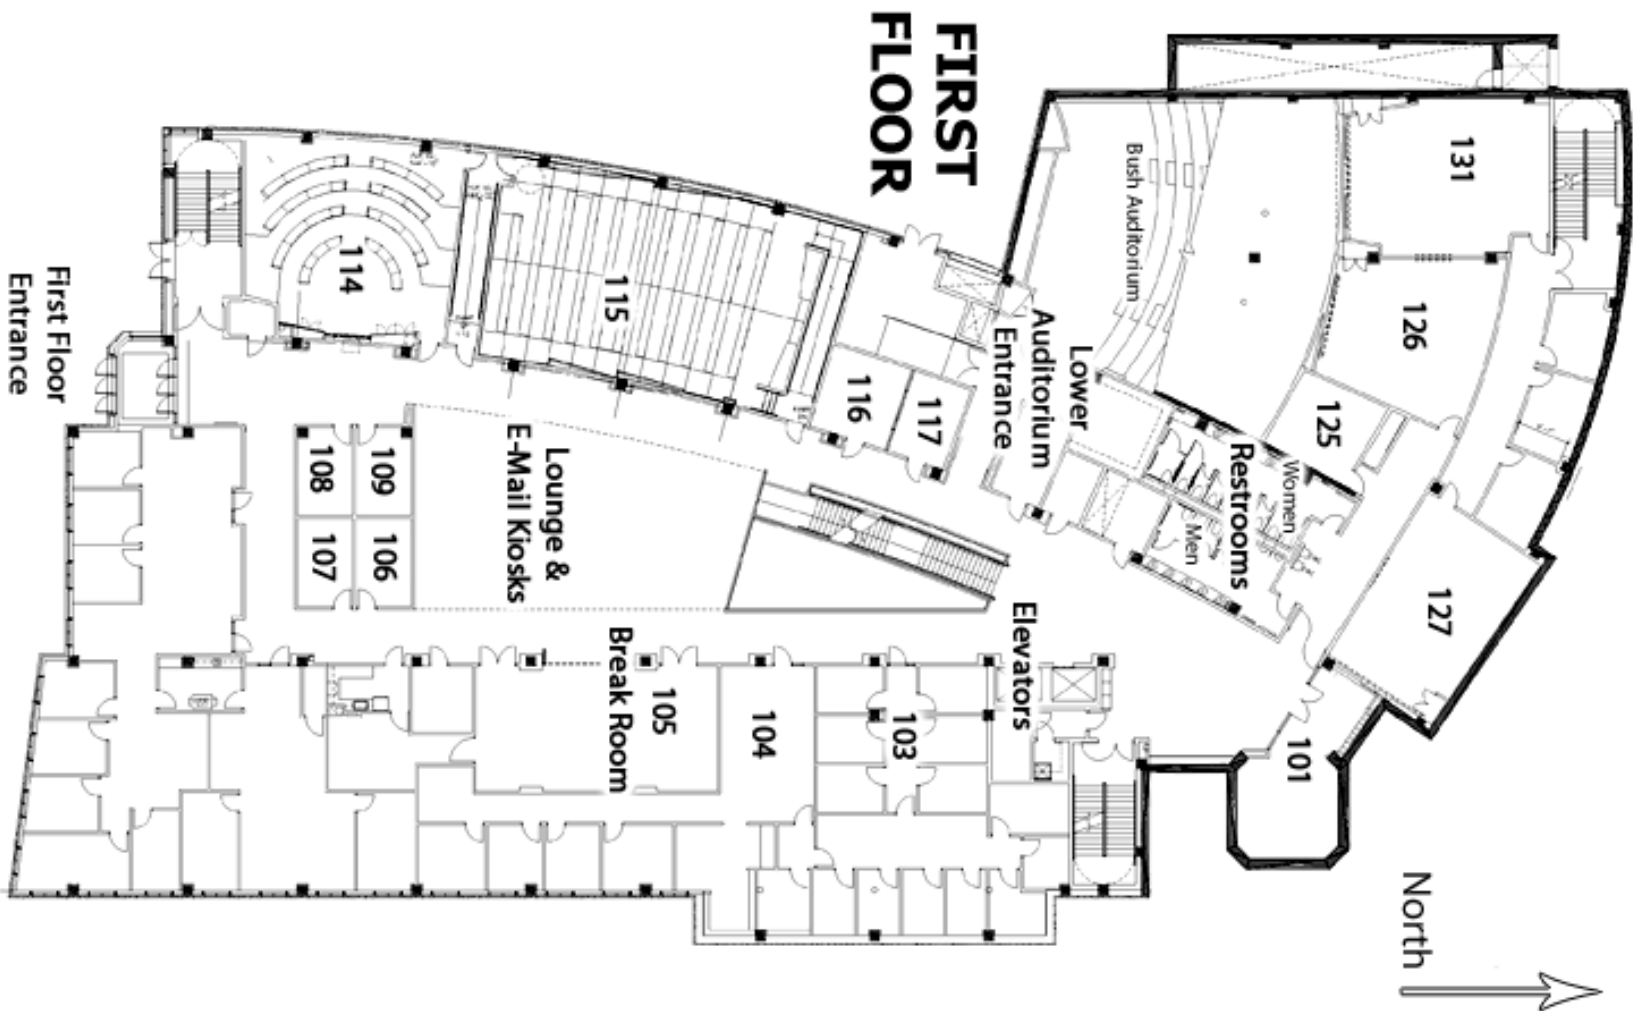 FIRST
FLOOR
131
Bush Auditorium
126
125
127
101
Women
Men
Restrooms
Lower
Auditorium
Entrance
117
116
115
114
First Floor
Entrance
109
108
106
107
Lounge &
E-Mail Kiosks
Elevators
103
104
105
Break Room
North